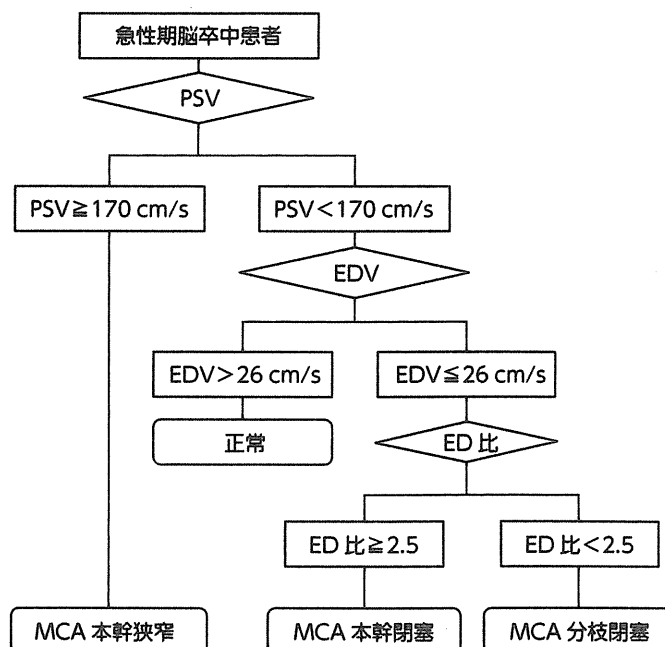 急性期脳卒中患者
PSV
PSV≧170 cm/s
PSV<170 cm/s
EDV
EDV>26 cm/s
EDV≦26 cm/s
正常
ED 比
ED 比≧2.5
ED 比<2.5
MCA 本幹狭窄
MCA 本幹閉塞
MCA 分枝閉塞